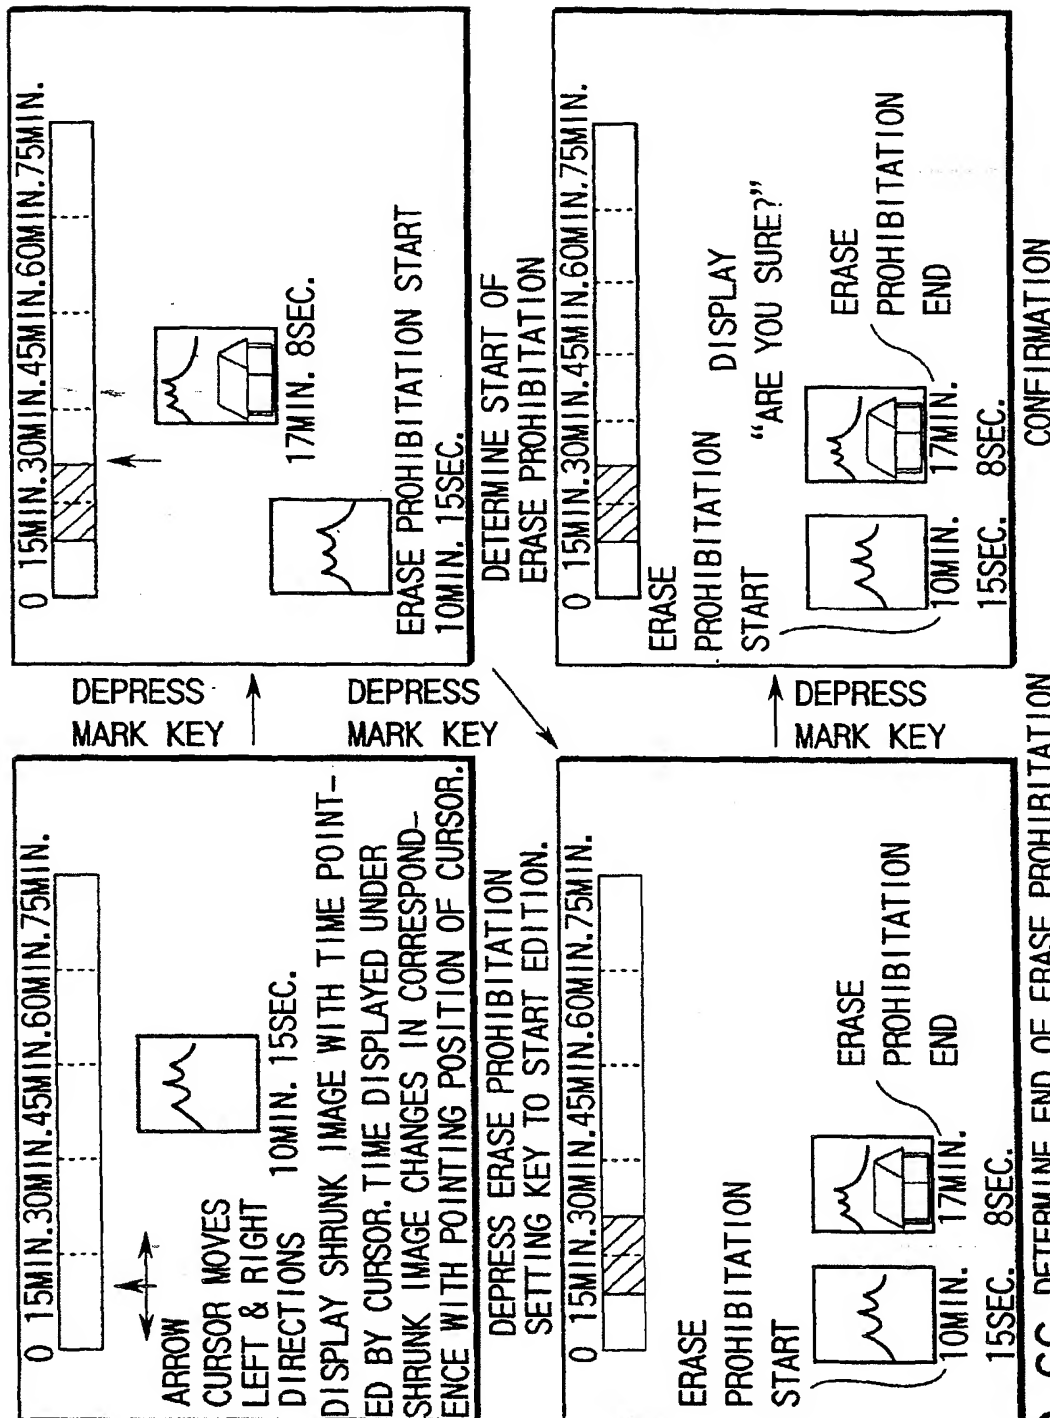 0 15MIN.30MIN.45MIN.60MIN.75MIN.
ARROW
CURSOR MOVES
LEFT & RIGHT
DIRECTIONS
10MIN. 15SEC.
DISPLAY SHRUNK IMAGE WITH TIME POINT-
ED BY CURSOR.TIME DISPLAYED UNDER
SHRUNK IMAGE CHANGES IN CORRESPOND-
ENCE WITH POINTING POSITION OF CURSOR.
DEPRESS ERASE PROHIBITATION
SETTING KEY TO START EDITION.
DEPRESS
MARK KEY
0 15MIN.30MIN.45MIN.60MIN.75MIN.
17MIN. 8SEC.
ERASE PROHIBITATION START
10MIN. 15SEC.
DETERMINE START OF
ERASE PROHIBITATION
DEPRESS
MARK KEY
0 15MIN.30MIN.45MIN.60MIN.75MIN.
ERASE
PROHIBITATION
START
ERASE
PROHIBITATION
END
10MIN. 17MIN.
15SEC. 8SEC.
DETERMINE END OF ERASE PROHIBITATION
DEPRESS
MARK KEY
0 15MIN.30MIN.45MIN.60MIN.75MIN.
ERASE
PROHIBITATION
START
DISPLAY
“ARE YOU SURE?”
ERASE
PROHIBITATION
END
10MIN. 17MIN.
15SEC. 8SEC.
CONFIRMATION